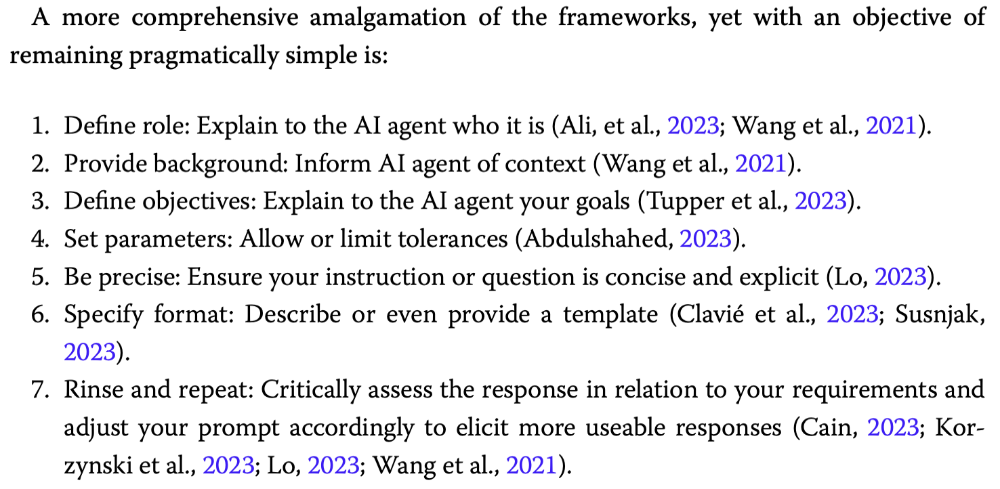 A more comprehensive amalgamation of the frameworks, yet with an objective of
remaining pragmatically simple is:
1. Define role: Explain to the AI agent who it is (Ali, et al., 2023; Wang et al., 2021).
2. Provide background: Inform AI agent of context (Wang et al., 2021).
3. Define objectives: Explain to the AI agent your goals (Tupper et al., 2023).
4. Set parameters: Allow or limit tolerances (Abdulshahed, 2023).
5. Be precise: Ensure your instruction or question is concise and explicit (Lo, 2023).
6. Specify format: Describe or even provide a template (Clavié et al., 2023; Susnjak,
2023).
7. Rinse and repeat: Critically assess the response in relation to your requirements and
adjust your prompt accordingly to elicit more useable responses (Cain, 2023; Kor-
zynski et al., 2023; Lo, 2023; Wang et al., 2021).